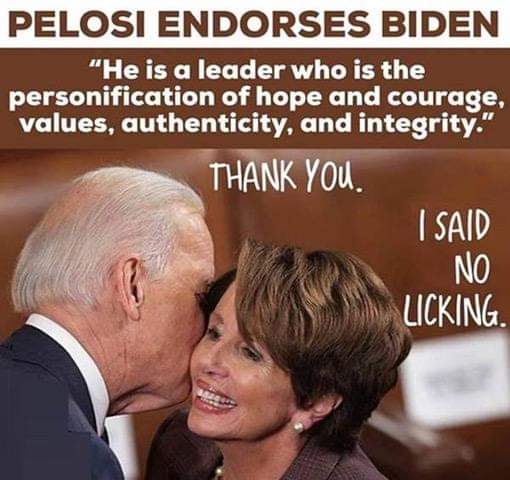 PELOSI ENDORSES BIDEN
“He is a leader who is the
personification of hope and courage,
values, authenticity, and integrity.”
THANK YOU.
I SAID
NO
LICKING.